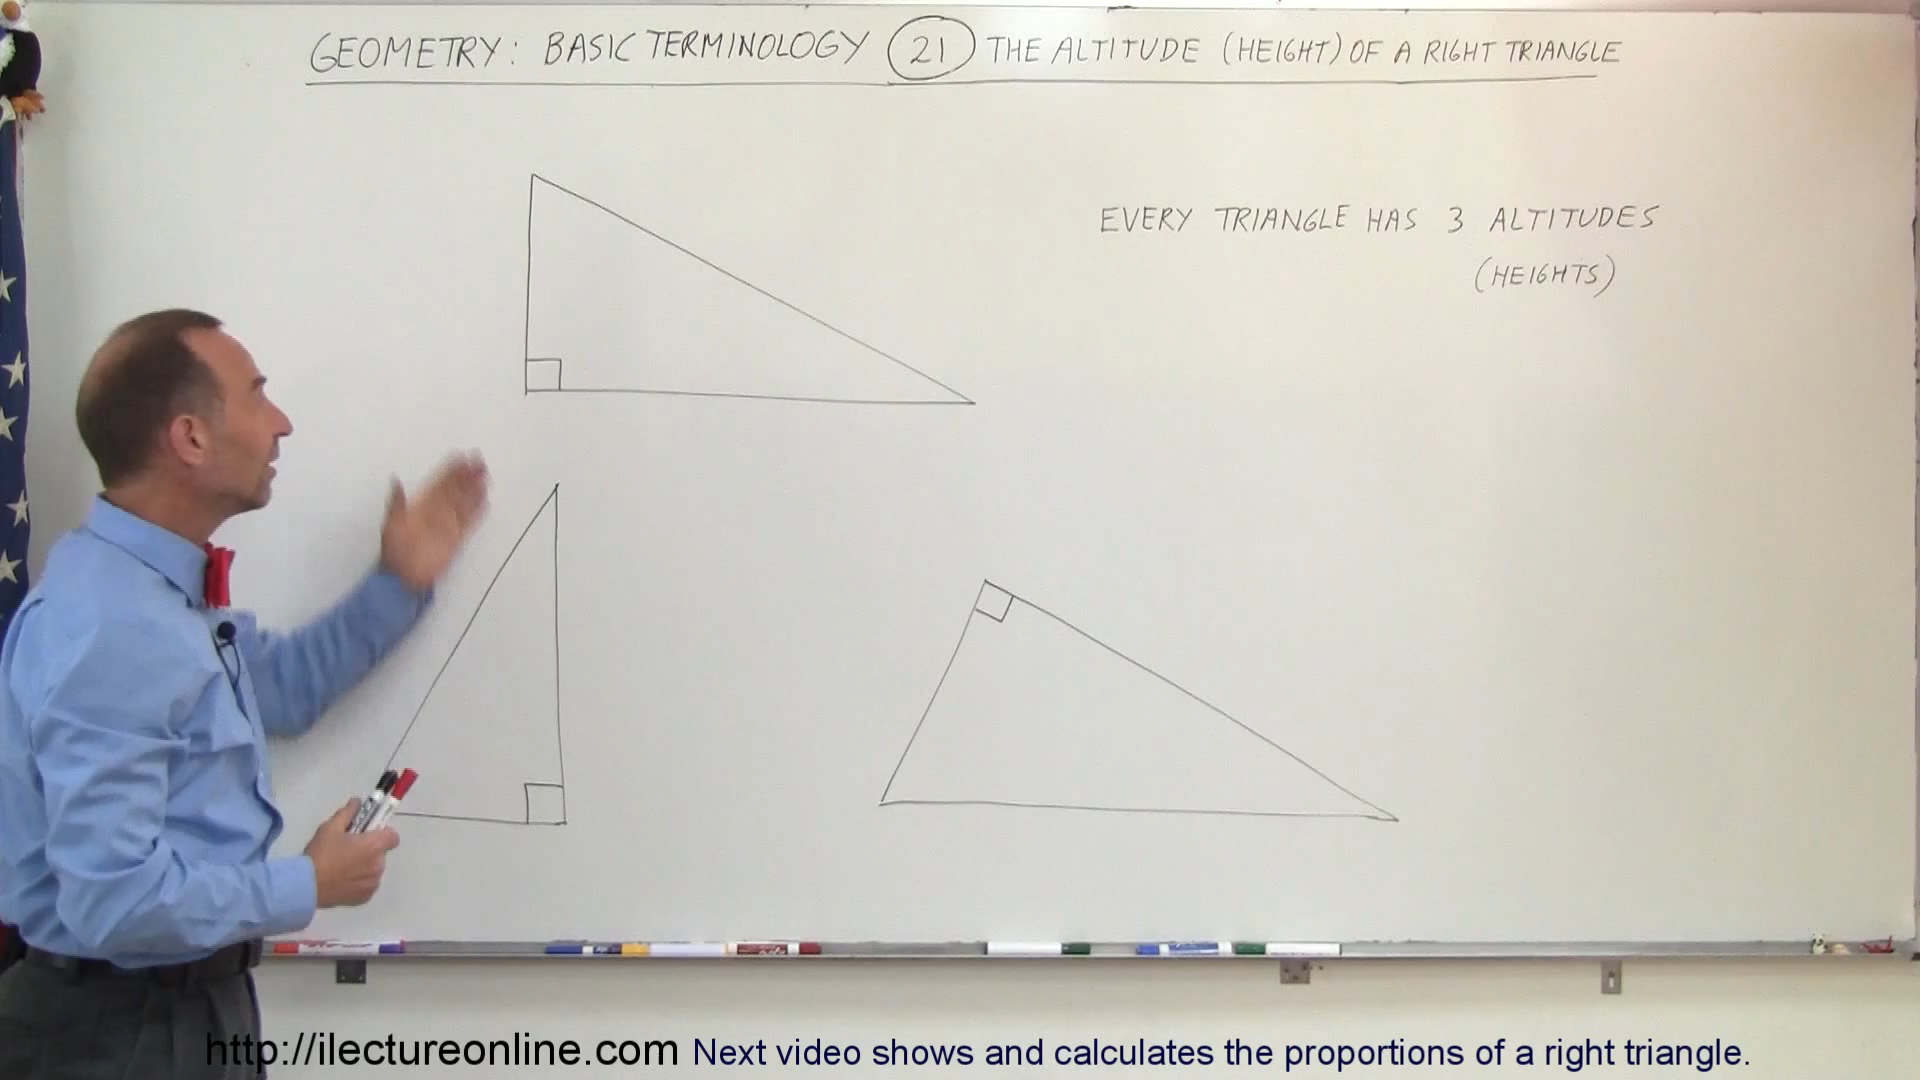 GEOMETRY: BASIC TERMINOLOGY 21 THE ALTITUDE (HEIGHT) OF A RIGHT TRIANGLE
EVERY TRIANGLE HAS 3 ALTITUDES
(HEIGHTS)
http://ilectureonline.com Next video shows and calculates the proportions of a right triangle.